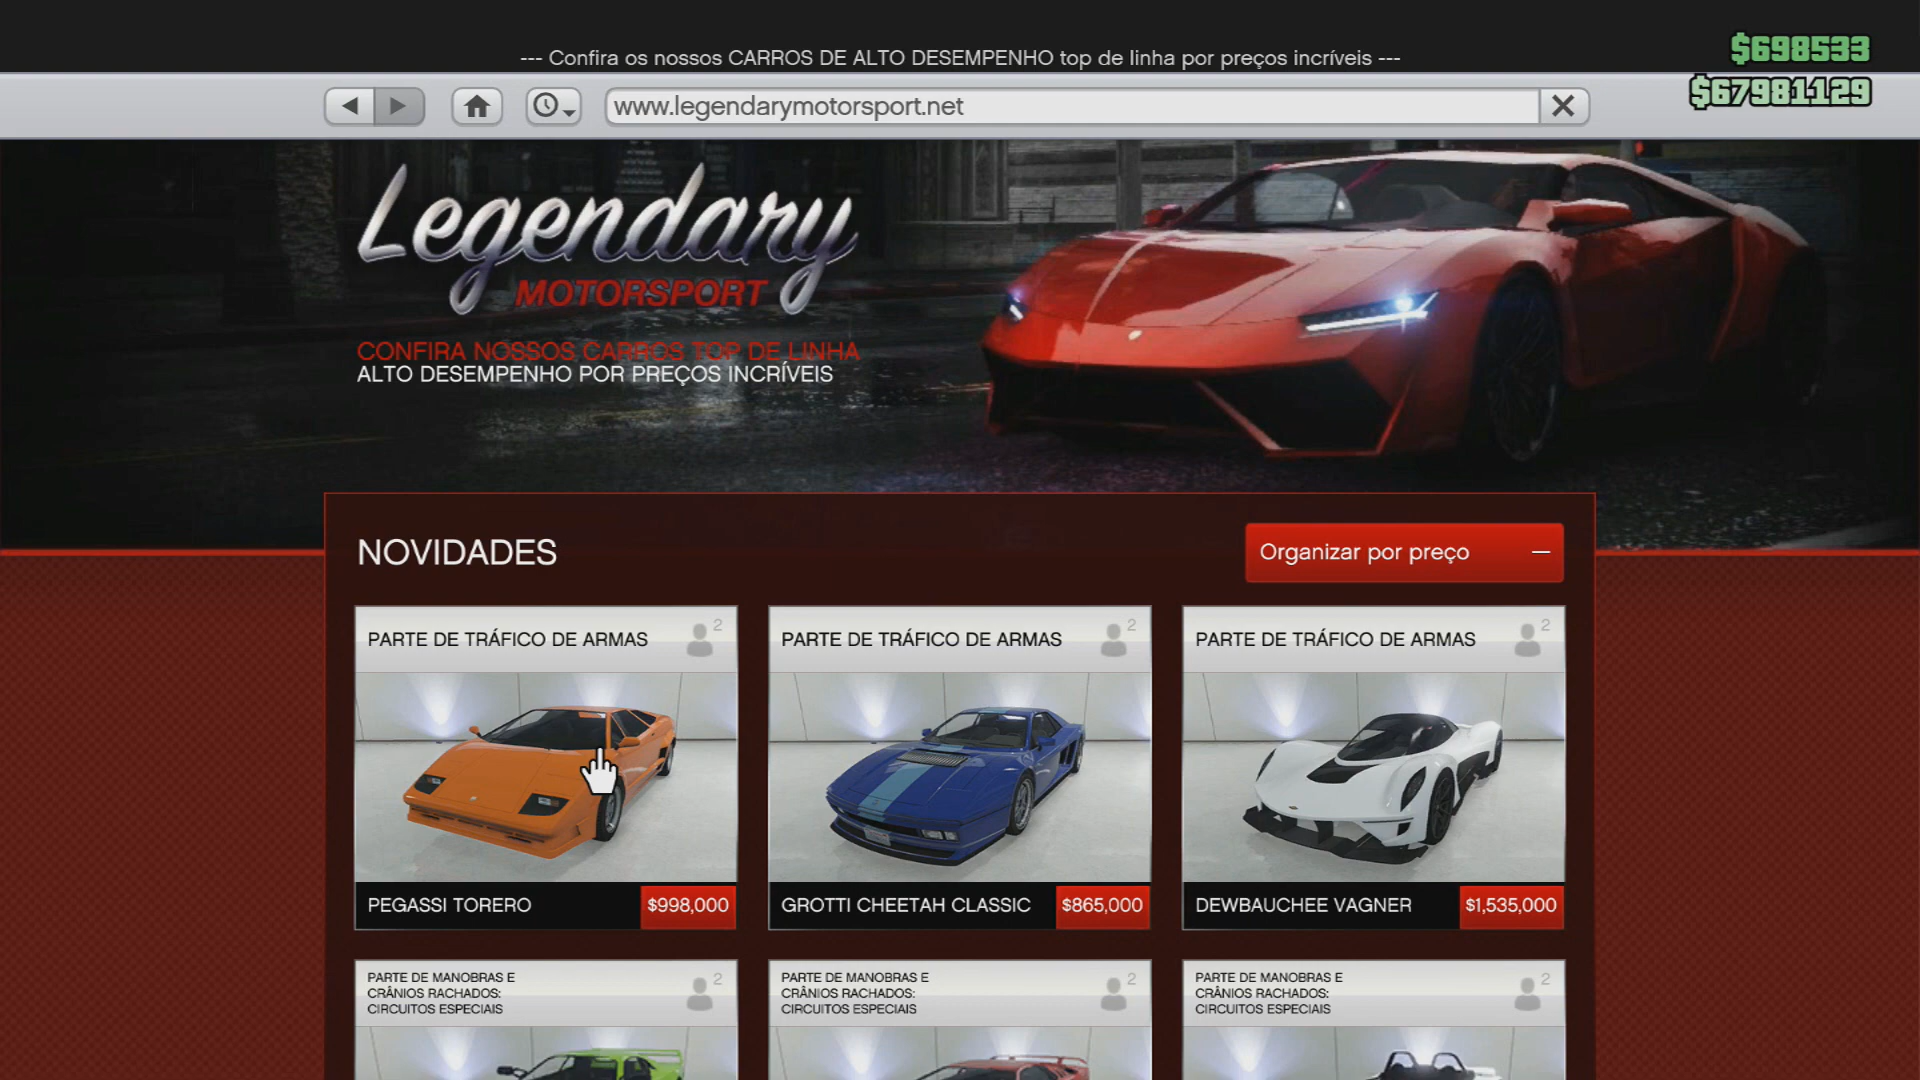 --- Confira os nossos CARROS DE ALTO DESEMPENHO top de linha por preços incríveis ---
$698533
$67981129
www.legendarymotorsport.net
Legendary
MOTORSPORT
CONFIRA NOSSOS CARROS TOP DE LINHA
ALTO DESEMPENHO POR PREÇOS INCRÍVEIS
NOVIDADES
Organizar por preço
PARTE DE TRÁFICO DE ARMAS
2
PEGASSI TORERO
$998,000
PARTE DE TRÁFICO DE ARMAS
2
GROTTI CHEETAH CLASSIC
$865,000
PARTE DE TRÁFICO DE ARMAS
2
DEWBAUCHEE VAGNER
$1,535,000
PARTE DE MANOBRAS E
CRÂNIOS RACHADOS:
CIRCUITOS ESPECIAIS
2
PARTE DE MANOBRAS E
CRÂNIOS RACHADOS:
CIRCUITOS ESPECIAIS
2
PARTE DE MANOBRAS E
CRÂNIOS RACHADOS:
CIRCUITOS ESPECIAIS
2